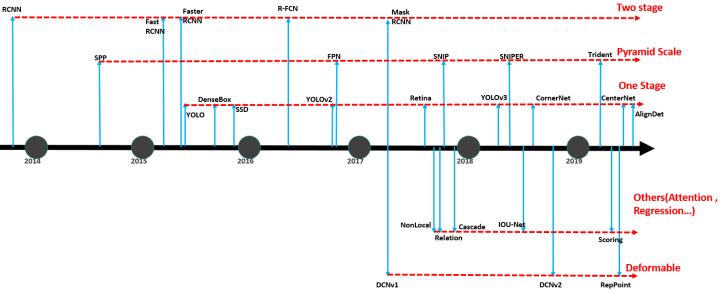 RCNN
Fast
RCNN
Faster
RCNN
R-FCN
Mask
RCNN
Two stage
SPP
FPN
SNIP
SNIPER
Trident
Pyramid Scale
YOLO
DenseBox
SSD
YOLOv2
Retina
YOLOv3
CornerNet
CenterNet
AlignDet
One Stage
2014
2015
2016
2017
2018
2019
NonLocal
Relation
Cascade
IOU-Net
Scoring
Others(Attention ,
Regression...)
DCNv1
DCNv2
RepPoint
Deformable